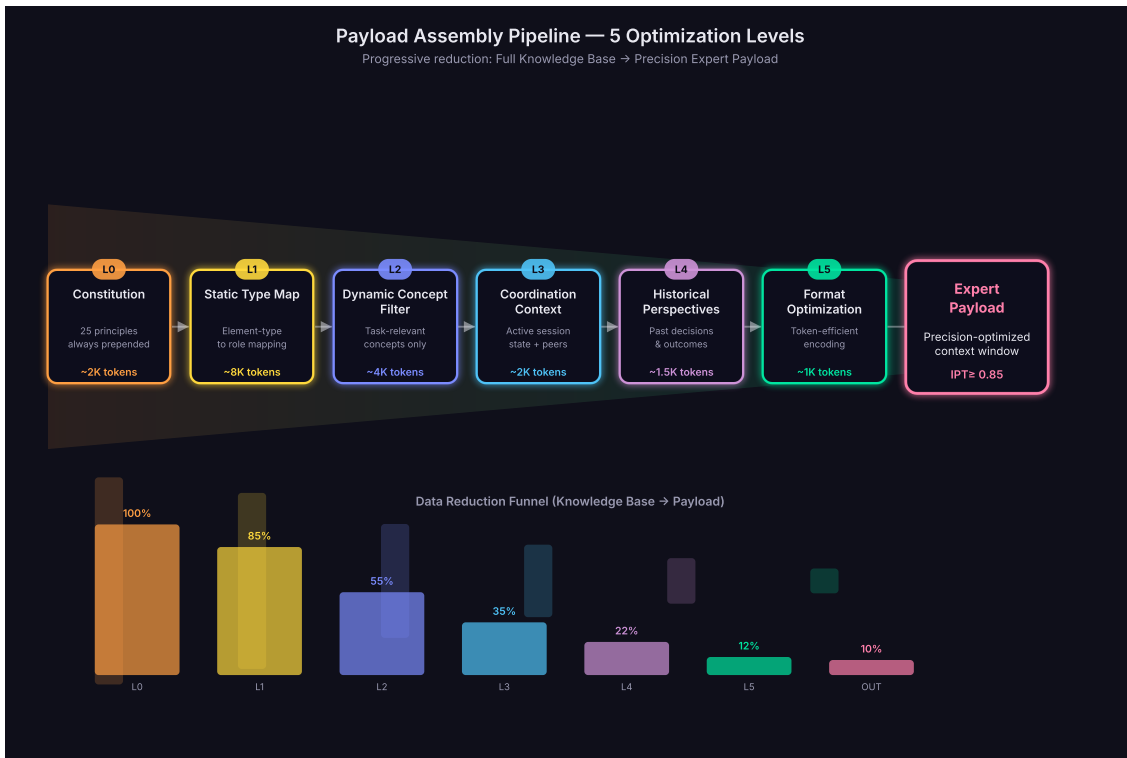 Payload Assembly Pipeline — 5 Optimization Levels
Progressive reduction: Full Knowledge Base → Precision Expert Payload
L0
Constitution
25 principles
always prepended
~2K tokens
L1
Static Type Map
Element-type
to role mapping
~8K tokens
L2
Dynamic Concept
Filter
Task-relevant
concepts only
~4K tokens
L3
Coordination
Context
Active session
state + peers
~2K tokens
L4
Historical
Perspectives
Past decisions
& outcomes
~1.5K tokens
L5
Format
Optimization
Token-efficient
encoding
~1K tokens
Expert
Payload
Precision-optimized
context window
IPT≥ 0.85
Data Reduction Funnel (Knowledge Base → Payload)
100%
85%
55%
35%
22%
12%
10%
L0
L1
L2
L3
L4
L5
OUT